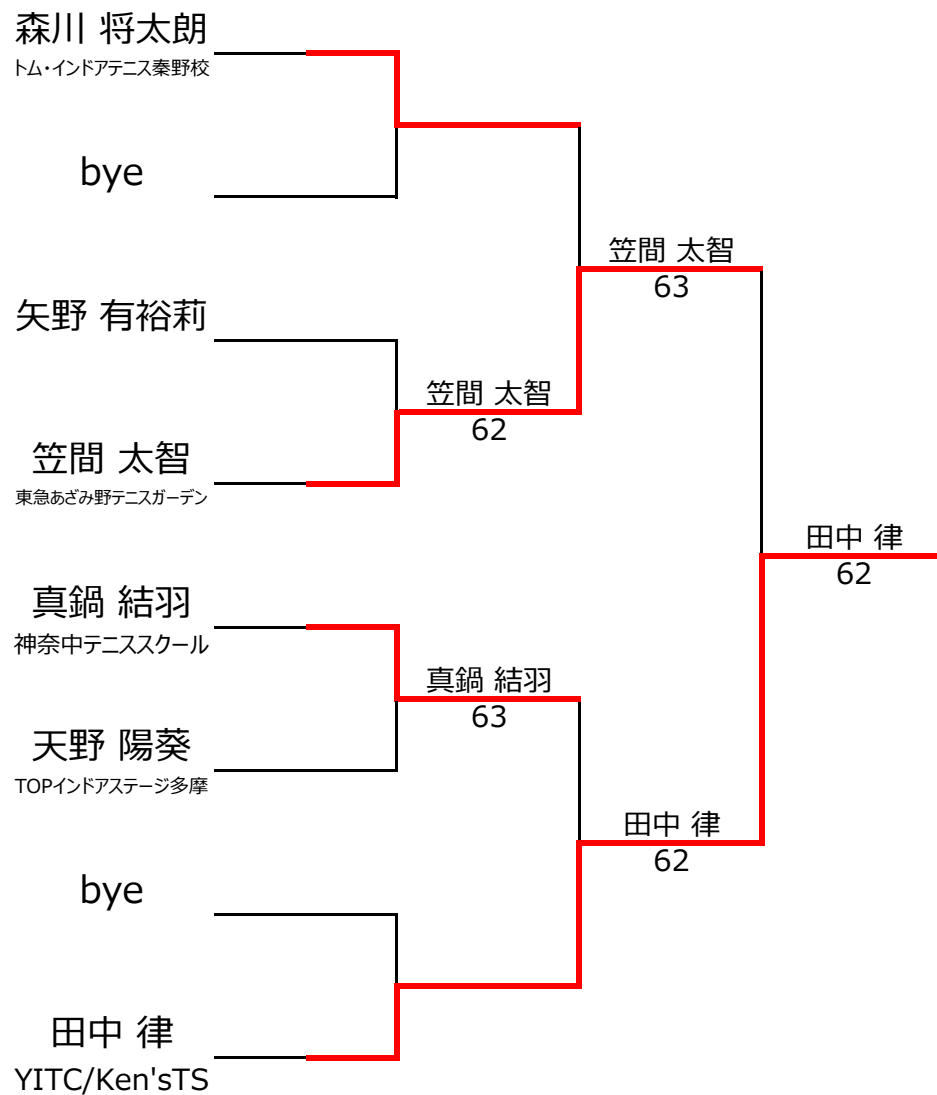 森川 将太朗
トム・インドアテニス秦野校
bye
矢野 有裕莉
笠間 太智
東急あざみ野テニスガーデン
真鍋 結羽
神奈中テニススクール
天野 陽葵
TOPインドアステージ多摩
bye
田中 律
YITC/Ken'sTS
笠間 太智
62
真鍋 結羽
63
笠間 太智
63
田中 律
62
田中 律
62